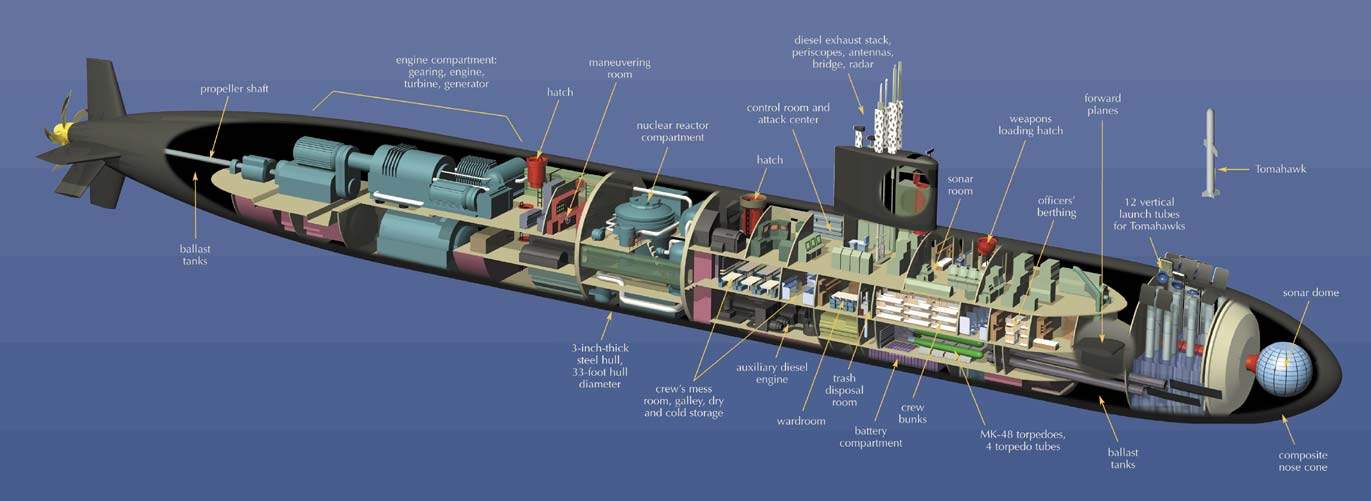 propeller shaft
engine compartment:
gearing, engine,
turbine, generator
hatch
maneuvering
room
nuclear reactor
compartment
hatch
control room and
attack center
diesel exhaust stack,
periscopes, antennas,
bridge, radar
sonar
room
weapons
loading hatch
officers'
berthing
forward
planes
12 vertical
launch tubes
for Tomahawks
Tomahawk
sonar dome
ballast
tanks
3-inch-thick
steel hull,
33-foot hull
diameter
crew's mess
room, galley, dry
and cold storage
auxiliary diesel
engine
wardroom
trash
disposal
room
battery
compartment
crew
bunks
MK-48 torpedoes,
4 torpedo tubes
ballast
tanks
composite
nose cone